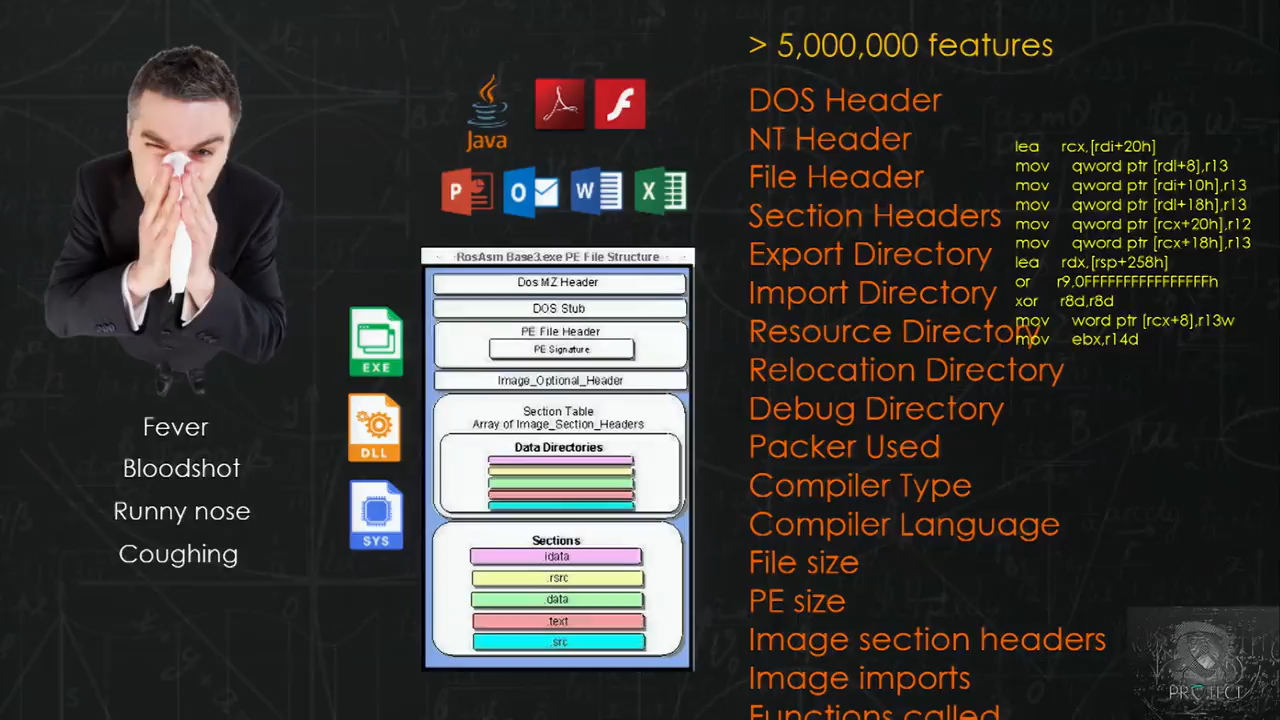 > 5,000,000 features
DOS Header
NT Header
File Header
Section Headers
Export Directory
Import Directory
Resource Directory
Relocation Directory
Debug Directory
Packer Used
Compiler Type
Compiler Language
File size
PE size
Image section headers
Image imports
Functions called
lea rcx,[rdi+20h]
mov qword ptr [rdl+8],r13
mov qword ptr [rdi+10h],r13
mov qword ptr [rdl+18h],r13
mov qword ptr [rcx+20h],r12
mov qword ptr [rcx+18h],r13
lea rdx,[rsp+258h]
xor r8d,r8d
mov word ptr [rcx+8],r13w
mov ebx,r14d
Java
P
O
W
X
RosAsm Base3.exe PE File Structure
Dos MZ Header
DOS Stub
PE File Header
PE Signature
Image_Optional_Header
Section Table
Array of Image_Section_Headers
Data Directories
Sections
idata
.rsrc
.data
.text
.src
EXE
DLL
SYS
Fever
Bloodshot
Runny nose
Coughing
PROTECT